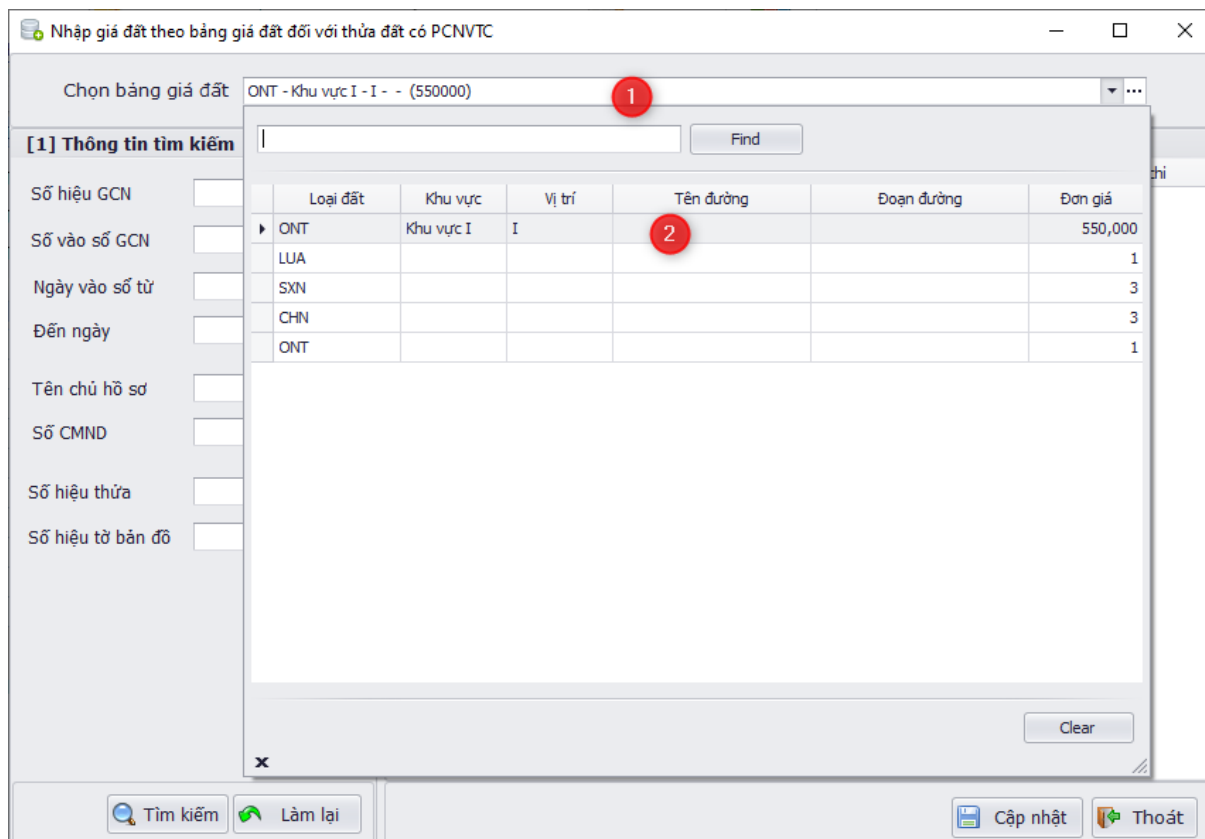 Nhập giá đất theo bảng giá đất đối với thửa đất có PCNVTC
Chọn bảng giá đất ONT - Khu vực I - I - - (550000)
1
[1] Thông tin tìm kiếm
Find
chi
Số hiệu GCN
Loại đất Khu vực Vị trí Tên đường Đoạn đường Đơn giá
ONT Khu vực I I 2 550,000
Số vào sổ GCN
LUA 1
Ngày vào sổ từ
SXN 3
CHN 3
Đến ngày
ONT 1
Tên chủ hồ sơ
Số CMND
Số hiệu thửa
Số hiệu tờ bản đồ
Clear
x
Tìm kiếm Làm lại Cập nhật Thoát